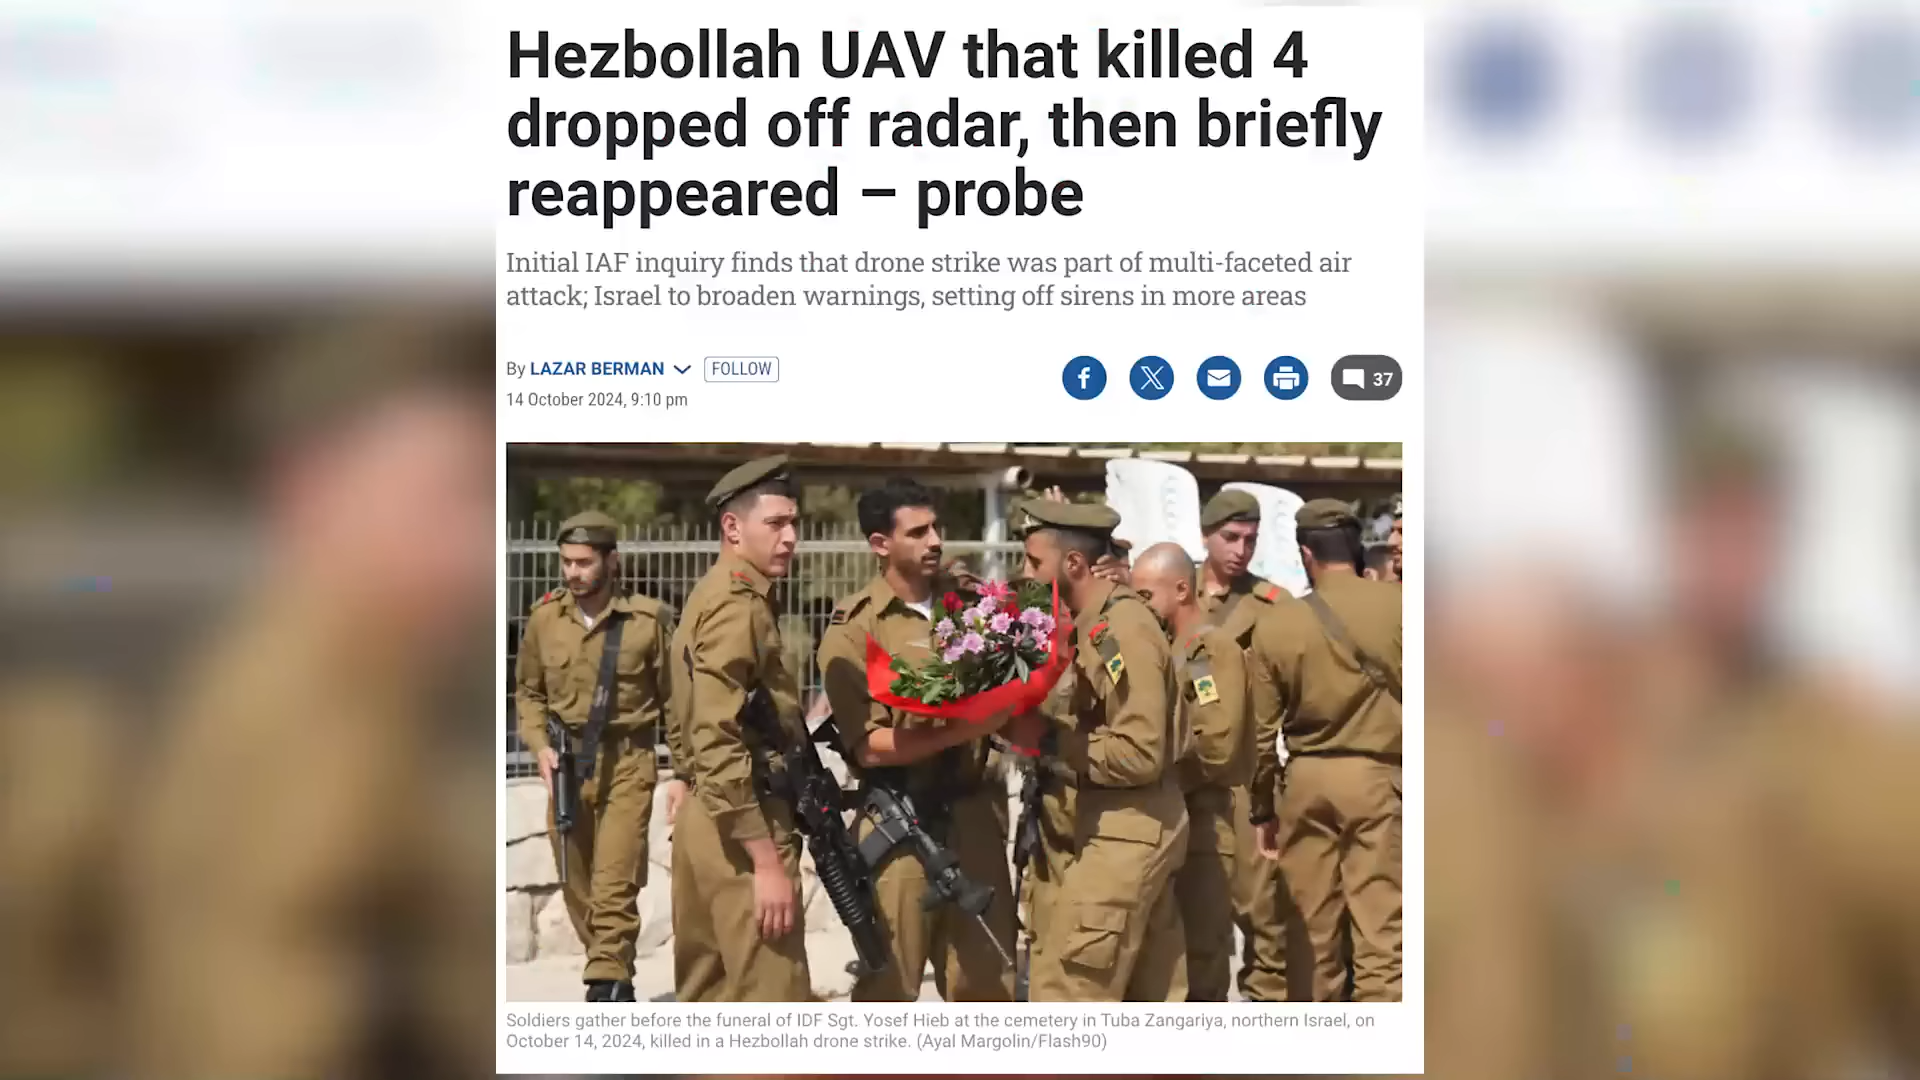 Hezbollah UAV that killed 4
dropped off radar, then briefly
reappeared – probe
Initial IAF inquiry finds that drone strike was part of multi-faceted air
attack; Israel to broaden warnings, setting off sirens in more areas
By LAZAR BERMAN FOLLOW
14 October 2024, 9:10 pm
37
Soldiers gather before the funeral of IDF Sgt. Yosef Hieb at the cemetery in Tuba Zangariya, northern Israel, on
October 14, 2024, killed in a Hezbollah drone strike. (Ayal Margolin/Flash90)